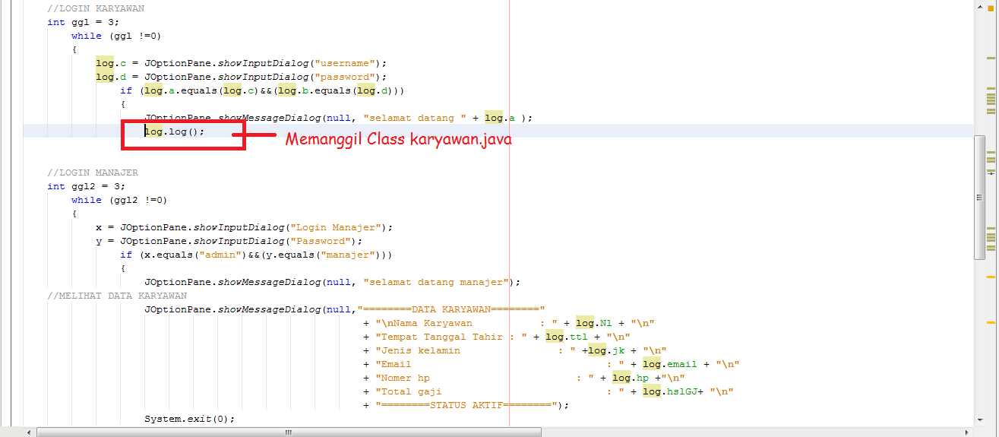 //LOGIN KARYAWAN
int ggl = 3;
while (ggl !=0)
{
log.c = JOptionPane.showInputDialog("username");
log.d = JOptionPane.showInputDialog("password");
if (log.a.equals(log.c)&&(log.b.equals(log.d)))
{
JOptionPane.showMessageDialog(null, "selamat datang " + log.a );
log.log();
Memanggil Class karyawan.java
//LOGIN MANAJER
int ggl2 = 3;
while (ggl2 !=0)
{
x = JOptionPane.showInputDialog("Login Manajer");
y = JOptionPane.showInputDialog("Password");
if (x.equals("admin")&&(y.equals("manajer")))
{
JOptionPane.showMessageDialog(null, "selamat datang manajer");
//MELIHAT DATA KARYAWAN
JOptionPane.showMessageDialog(null,"========DATA KARYAWAN========"
+ "\nNama Karyawan : " + log.Nl + "\n"
+ "Tempat Tanggal Tahir : " + log.ttl + "\n"
+ "Jenis kelamin : " +log.jk + "\n"
+ "Email : " + log.email + "\n"
+ "Nomer hp : " + log.hp +"\n"
+ "Total gaji : " + log.hslGJ+ "\n"
+ "========STATUS AKTIF========");
System.exit(0);